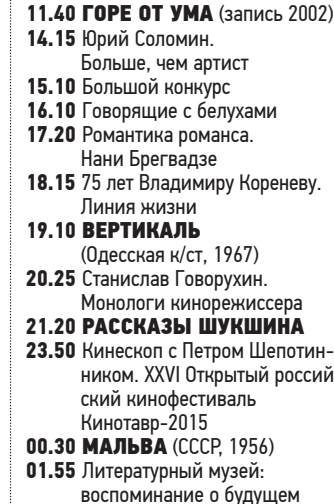 11.40 ГОРЕ ОТ УМА (запись 2002)
14.15 Юрий Соломин.
Больше, чем артист
15.10 Большой конкурс
16.10 Говорящие с белухами
17.20 Романтика романса.
Нани Брегвадзе
18.15 75 лет Владимиру Кореневу.
Линия жизни
19.10 ВЕРТИКАЛЬ
(Одесская к/ст, 1967)
20.25 Станислав Говорухин.
Монологи кинорежиссера
21.20 РАССКАЗЫ ШУКШИНА
23.50 Кинескоп с Петром Шепотин-
ником. XXVI Открытый россий
ский кинофестиваль
Кинотавр-2015
00.30 МАЛЬВА (СССР, 1956)
01.55 Литературный музей:
воспоминание о будущем